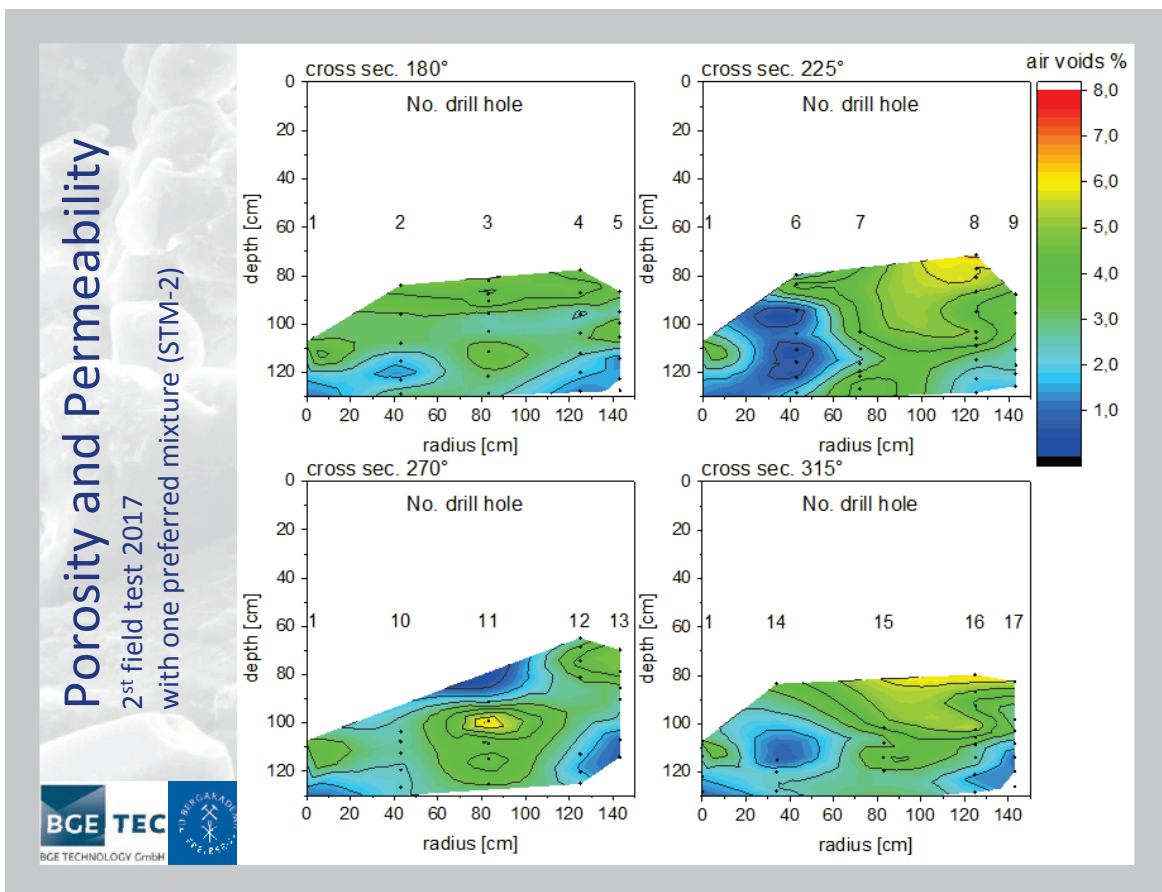 Porosity and Permeability
2st field test 2017
with one preferred mixture (STM-2)
BGE TEC
BGE TECHNOLOGY GmbH
TU BERGAKADEMIE
FREIBERG
cross sec. 180°
No. drill hole
1 2 3 4 5
depth [cm]
0
20
40
60
80
100
120
0 20 40 60 80 100 120 140
radius [cm]
cross sec. 225°
No. drill hole
1 6 7 8 9
depth [cm]
0
20
40
60
80
100
120
0 20 40 60 80 100 120 140
radius [cm]
air voids %
8,0
7,0
6,0
5,0
4,0
3,0
2,0
1,0
cross sec. 270°
No. drill hole
1 10 11 12 13
depth [cm]
0
20
40
60
80
100
120
0 20 40 60 80 100 120 140
radius [cm]
cross sec. 315°
No. drill hole
1 14 15 16 17
depth [cm]
0
20
40
60
80
100
120
0 20 40 60 80 100 120 140
radius [cm]